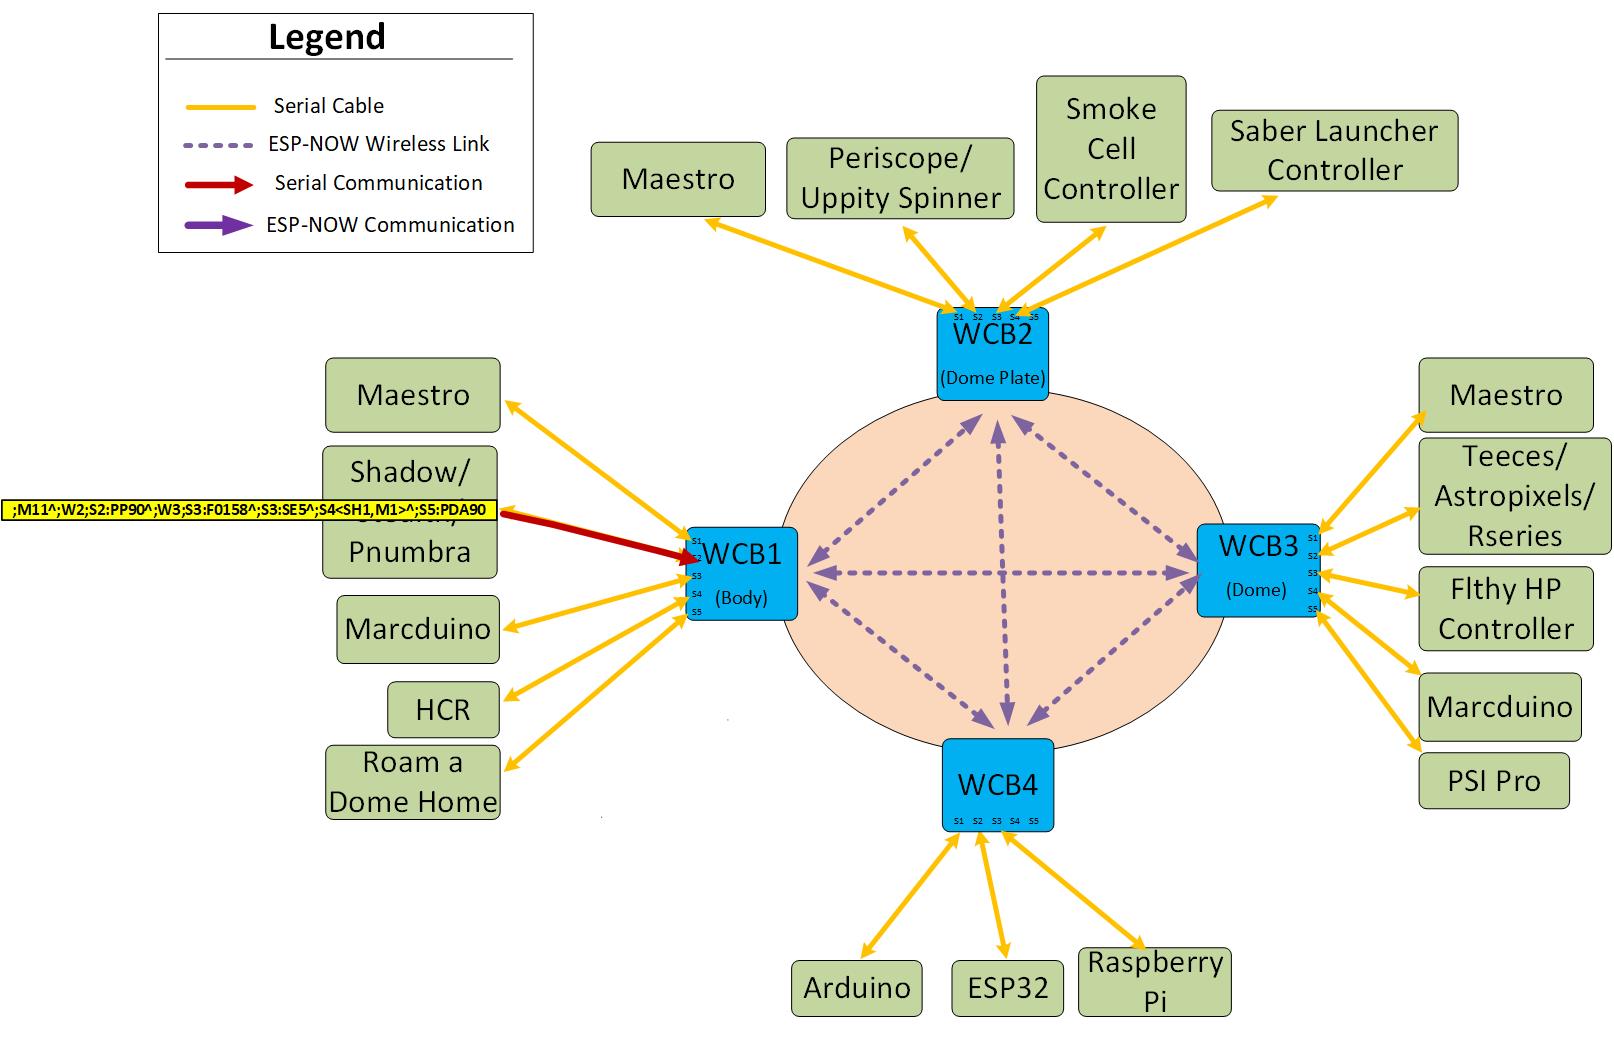 Legend
Serial Cable
ESP-NOW Wireless Link
Serial Communication
ESP-NOW Communication
Maestro
Periscope/
Uppity Spinner
Smoke
Cell
Controller
Saber Launcher
Controller
S1 S2 S3 S4 S5
WCB2
(Dome Plate)
Maestro
Shadow/
;M11^;W2;S2:PP90^;W3;S3:F0158^;S3:SE5^;S4<SH1,M1>^;S5:PDA90
Pnumbra
Marcduino
HCR
Roam a
Dome Home
S1
S2
S3
S4
S5
WCB1
(Body)
WCB3
(Dome)
S1
S2
S3
S4
S5
Maestro
Teeces/
Astropixels/
Rseries
Flthy HP
Controller
Marcduino
PSI Pro
WCB4
S1 S2 S3 S4 S5
Arduino
ESP32
Raspberry
Pi